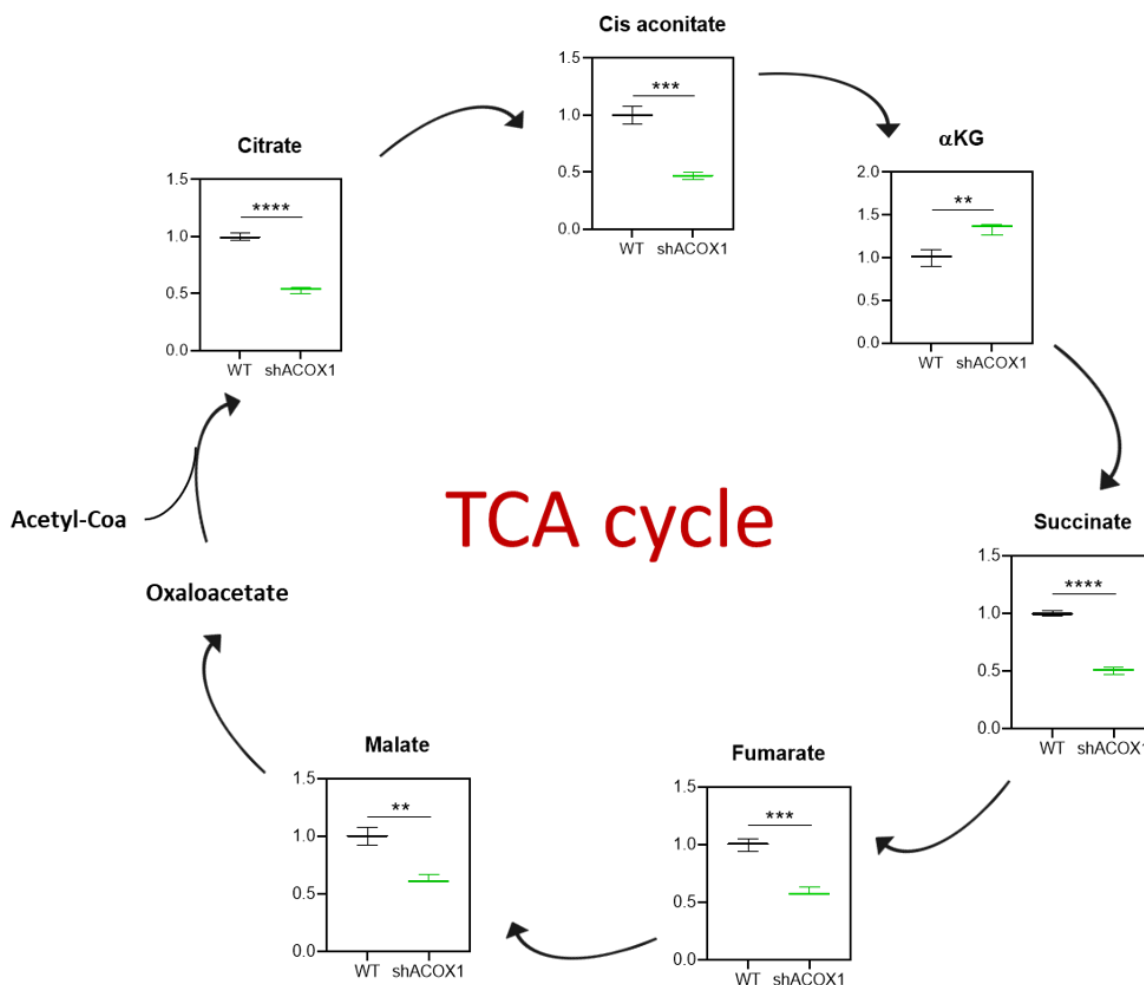 Cis aconitate
1.5
1.0
0.5
0.0
***
WT shACOX1
Citrate
1.5
1.0
0.5
0.0
****
WT shACOX1
αKG
2.0
1.5
1.0
0.5
0.0
**
WT shACOX1
Acetyl-Coa
TCA cycle
Oxaloacetate
Succinate
1.5
1.0
0.5
0.0
****
WT shACOX1
Malate
1.5
1.0
0.5
0.0
**
WT shACOX1
Fumarate
1.5
1.0
0.5
0.0
***
WT shACOX1